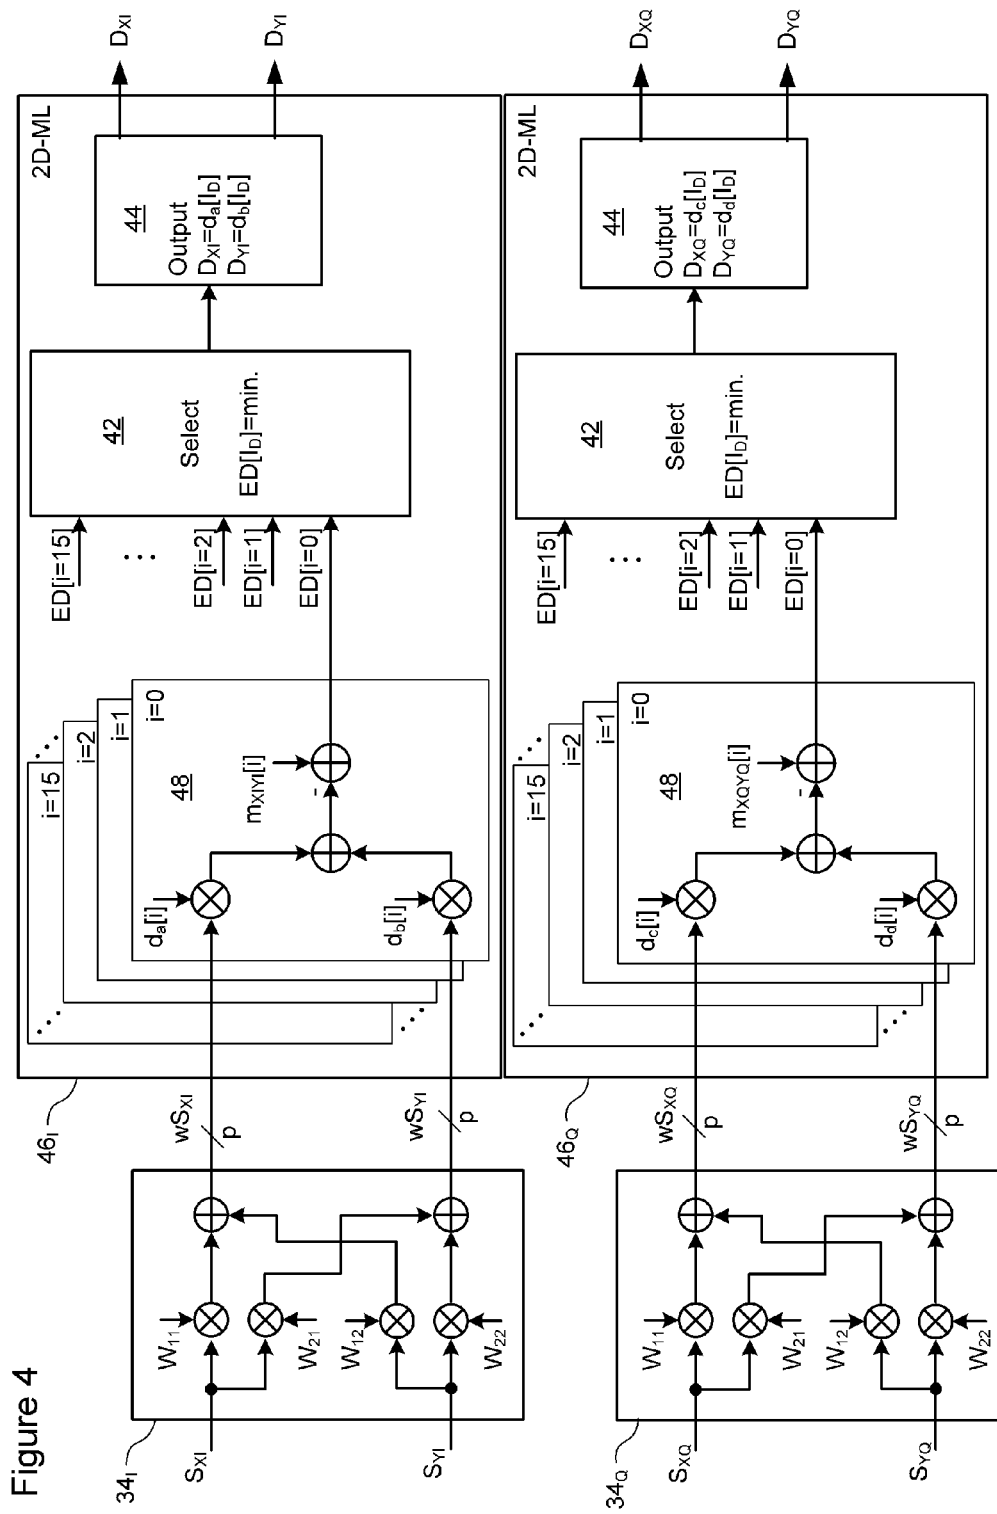 Figure 4
34I
SXI
SYI
W11
W21
W12
W22
wSXI
p
wSYI
p
46I
2D-ML
i=15
i=2
i=1
i=0
48
da[i]
db[i]
mXIYI[i]
-
ED[i=15]
...
ED[i=2]
ED[i=1]
ED[i=0]
42
Select
ED[ID]=min.
44
Output
DXI=da[ID]
DYI=db[ID]
DXI
DYI
34Q
SXQ
SYQ
W11
W21
W12
W22
wSXQ
p
wSYQ
p
46Q
2D-ML
i=15
i=2
i=1
i=0
48
dc[i]
dd[i]
mXQYQ[i]
-
ED[i=15]
...
ED[i=2]
ED[i=1]
ED[i=0]
42
Select
ED[ID]=min.
44
Output
DXQ=dc[ID]
DYQ=dd[ID]
DXQ
DYQ